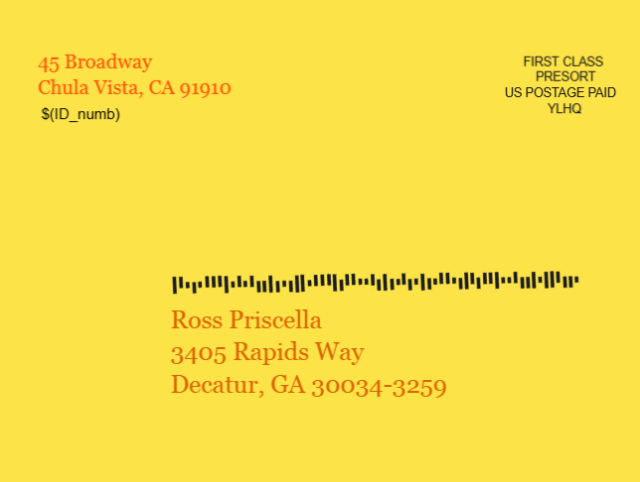 45 Broadway
Chula Vista, CA 91910
$(ID_numb)
FIRST CLASS
PRESORT
US POSTAGE PAID
YLHQ
Ross Priscella
3405 Rapids Way
Decatur, GA 30034-3259